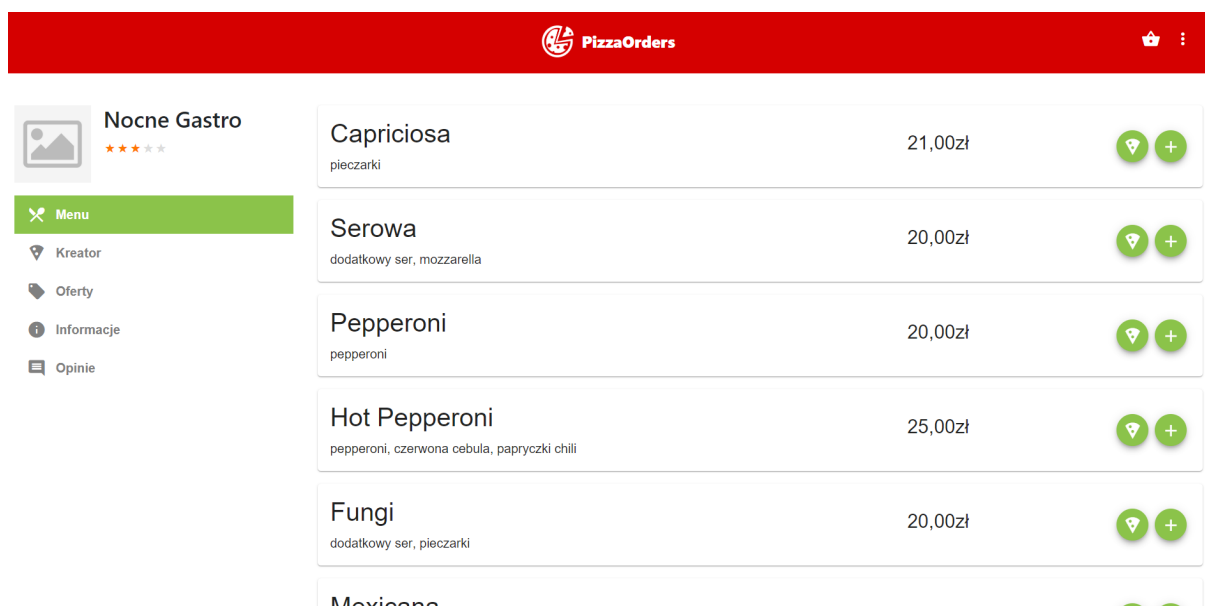 PizzaOrders
Nocne Gastro
Menu
Kreator
Oferty
Informacje
Opinie
Capriciosa
21,00zł
pieczarki
Serowa
20,00zł
dodatkowy ser, mozzarella
Pepperoni
20,00zł
pepperoni
Hot Pepperoni
25,00zł
pepperoni, czerwona cebula, papryczki chili
Fungi
20,00zł
dodatkowy ser, pieczarki
Mexicana